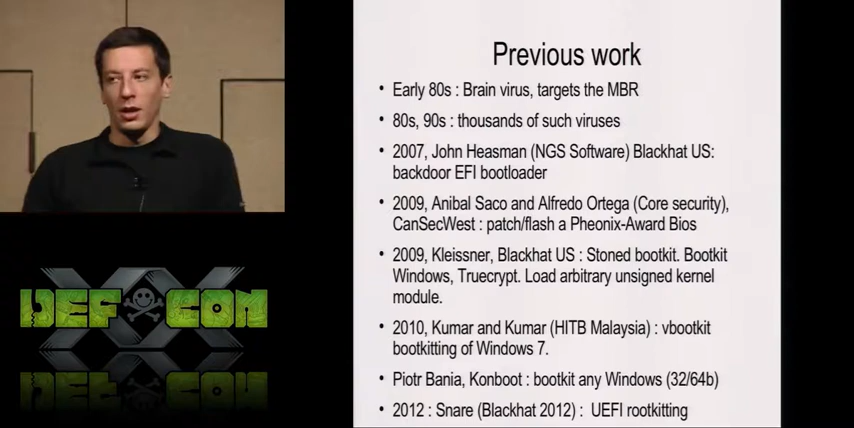 Previous work
• Early 80s : Brain virus, targets the MBR
• 80s, 90s : thousands of such viruses
• 2007, John Heasman (NGS Software) Blackhat US:
backdoor EFI bootloader
• 2009, Anibal Saco and Alfredo Ortega (Core security),
CanSecWest : patch/flash a Pheonix-Award Bios
• 2009, Kleissner, Blackhat US : Stoned bootkit. Bootkit
Windows, Truecrypt. Load arbitrary unsigned kernel
module.
• 2010, Kumar and Kumar (HITB Malaysia) : vbootkit
bootkitting of Windows 7.
• Piotr Bania, Konboot : bootkit any Windows (32/64b)
• 2012 : Snare (Blackhat 2012) : UEFI rootkitting
DEF CON
XX